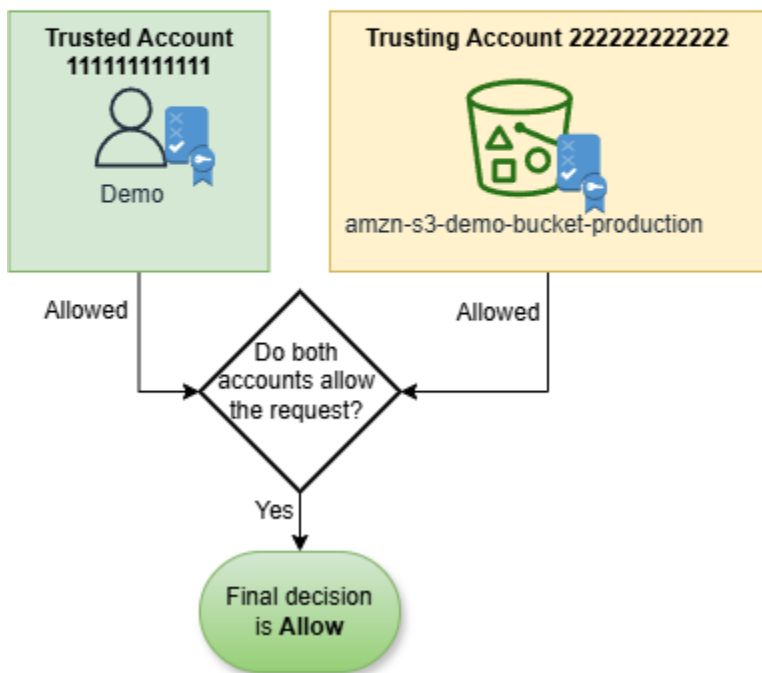 Trusted Account
111111111111
Demo
Trusting Account 222222222222
amzn-s3-demo-bucket-production
Allowed
Allowed
Do both
accounts allow
the request?
Yes
Final decision
is Allow